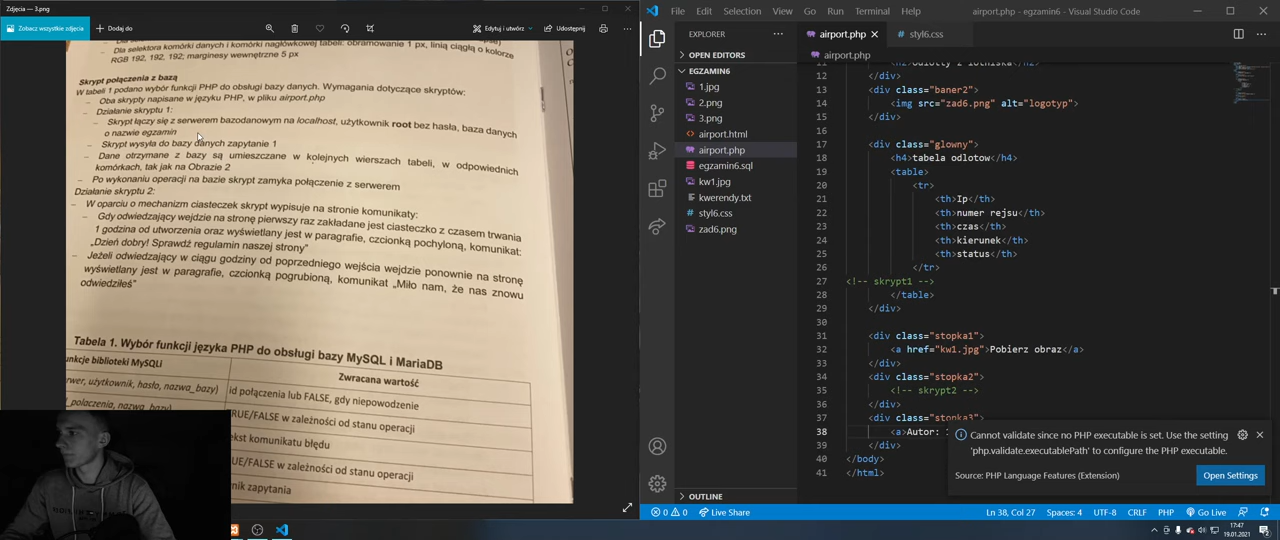 Zdjęcia — 3.png
Zobacz wszystkie zdjęcia
Dodaj do
Edytuj i utwórz
Udostępnij
Dla selektora komórki danych i komórki nagłówkowej tabeli: obramowanie 1 px, linią ciągłą o kolorze
RGB 192, 192, 192; marginesy wewnętrzne 5 px
Skrypt połączenia z bazą
W tabeli 1 podano wybór funkcji PHP do obsługi bazy danych. Wymagania dotyczące skryptów:
– Oba skrypty napisane w języku PHP, w pliku airport.php
– Działanie skryptu 1:
– Skrypt łączy się z serwerem bazodanowym na localhost, użytkownik root bez hasła, baza danych
o nazwie egzamin
– Skrypt wysyła do bazy danych zapytanie 1
– Dane otrzymane z bazy są umieszczane w kolejnych wierszach tabeli, w odpowiednich
komórkach, tak jak na Obrazie 2
– Po wykonaniu operacji na bazie skrypt zamyka połączenie z serwerem
Działanie skryptu 2:
– W oparciu o mechanizm ciasteczek skrypt wypisuje na stronie komunikaty:
– Gdy odwiedzający wejdzie na stronę pierwszy raz zakładane jest ciasteczko z czasem trwania
1 godzina od utworzenia oraz wyświetlany jest w paragrafie, czcionką pochyloną, komunikat:
„Dzień dobry! Sprawdź regulamin naszej strony"
– Jeżeli odwiedzający w ciągu godziny od poprzedniego wejścia wejdzie ponownie na stronę
wyświetlany jest w paragrafie, czcionką pogrubioną, komunikat „Miło nam, że nas znowu
odwiedziłeś"
Tabela 1. Wybór funkcji języka PHP do obsługi bazy MySQL i MariaDB
unkcje biblioteki MySQLi
Zwracana wartość
erwer, użytkownik, hasło, nazwa_bazy)
id połączenia lub FALSE, gdy niepowodzenie
_polaczenia, nazwa_bazy)
RUE/FALSE w zależności od stanu operacji
ekst komunikatu błędu
RUE/FALSE w zależności od stanu operacji
nik zapytania
File Edit Selection View Go Run Terminal Help
airport.php - egzamin6 - Visual Studio Code
EXPLORER
OPEN EDITORS
EGZAMIN6
1.jpg
2.png
3.png
airport.html
airport.php
egzamin6.sql
kw1.jpg
kwerendy.txt
styl6.css
zad6.png
OUTLINE
airport.php
styl6.css
airport.php
12 </div>
13 <div class="baner2">
14 <img src="zad6.png" alt="logotyp">
15 </div>
16
17 <div class="glowny">
18 <h4>tabela odlotow</h4>
19 <table>
20 <tr>
21 <th>Ip</th>
22 <th>numer rejsu</th>
23 <th>czas</th>
24 <th>kierunek</th>
25 <th>status</th>
26 </tr>
27 <!-- skrypt1 -->
28 </table>
29 </div>
30
31 <div class="stopka1">
32 <a href="kw1.jpg">Pobierz obraz</a>
33 </div>
34 <div class="stopka2">
35 <!-- skrypt2 -->
36 </div>
37 <div class="stopka3">
38 <a>Autor:
39 </div>
40 </body>
41 </html>
Cannot validate since no PHP executable is set. Use the setting
'php.validate.executablePath' to configure the PHP executable.
Source: PHP Language Features (Extension)
Open Settings
0 0 Live Share
Ln 38, Col 27 Spaces: 4 UTF-8 CRLF PHP Go Live
17:47
19.01.2021